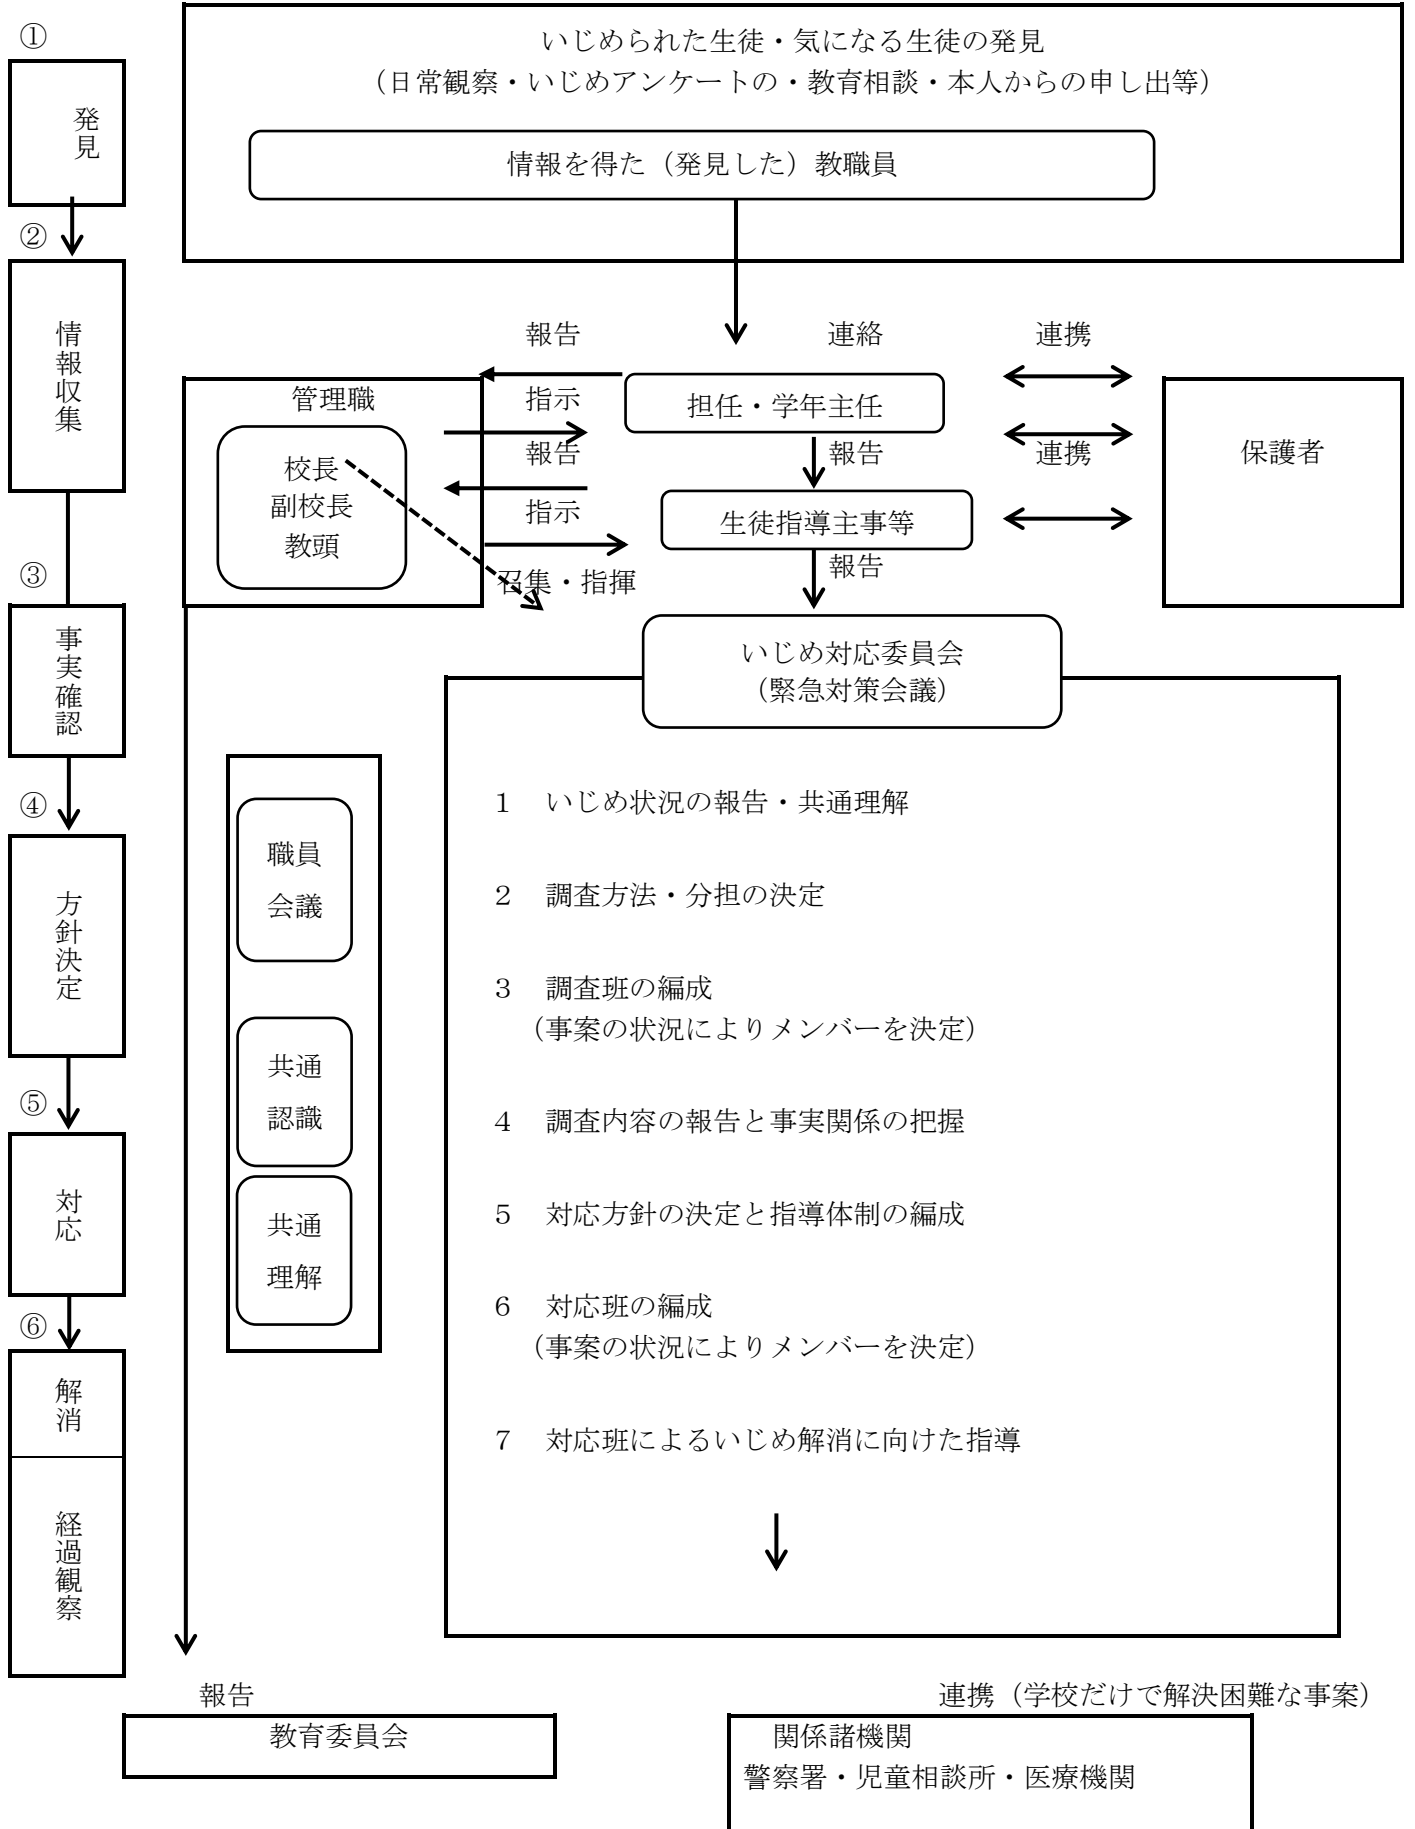 ①
発見
②
情報収集
③
事実確認
④
方針決定
⑤
対応
⑥
解消
経過観察
いじめられた生徒・気になる生徒の発見
（日常観察・いじめアンケートの・教育相談・本人からの申し出等）
情報を得た（発見した）教職員
報告
連絡
連携
管理職
指示
担任・学年主任
報告
報告
連携
保護者
校長
副校長
教頭
指示
生徒指導主事等
召集・指揮
報告
いじめ対応委員会
（緊急対策会議）
職員
会議
共通
認識
共通
理解
１　いじめ状況の報告・共通理解
２　調査方法・分担の決定
３　調査班の編成
（事案の状況によりメンバーを決定）
４　調査内容の報告と事実関係の把握
５　対応方針の決定と指導体制の編成
６　対応班の編成
（事案の状況によりメンバーを決定）
７　対応班によるいじめ解消に向けた指導
報告
連携（学校だけで解決困難な事案）
教育委員会
関係諸機関
警察署・児童相談所・医療機関